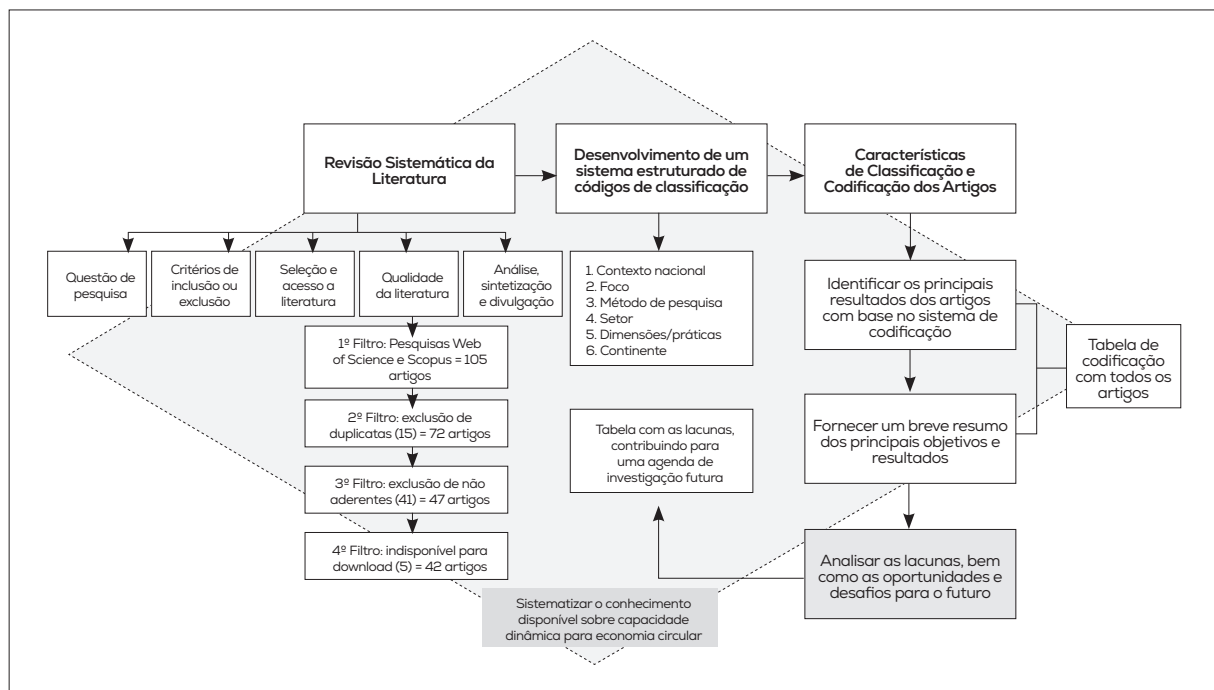 Revisão Sistemática da
Literatura
Desenvolvimento de um
sistema estruturado de
códigos de classificação
Características
de Classificação e
Codificação dos Artigos
Questão de
pesquisa
Critérios de
inclusão ou
exclusão
Seleção e
acesso a
literatura
Qualidade
da literatura
Análise,
sintetização
e divulgação
1º Filtro: Pesquisas Web
of Science e Scopus = 105
artigos
2º Filtro: exclusão de
duplicatas (15) = 72 artigos
3º Filtro: exclusão de não
aderentes (41) = 47 artigos
4º Filtro: indisponível para
download (5) = 42 artigos
1. Contexto nacional
2. Foco
3. Método de pesquisa
4. Setor
5. Dimensões/práticas
6. Continente
Identificar os principais
resultados dos artigos
com base no sistema de
codificação
Fornecer um breve resumo
dos principais objetivos e
resultados
Tabela de
codificação
com todos os
artigos
Analisar as lacunas, bem
como as oportunidades e
desafios para o futuro
Tabela com as lacunas,
contribuindo para
uma agenda de
investigação futura
Sistematizar o conhecimento
disponível sobre capacidade
dinâmica para economia circular